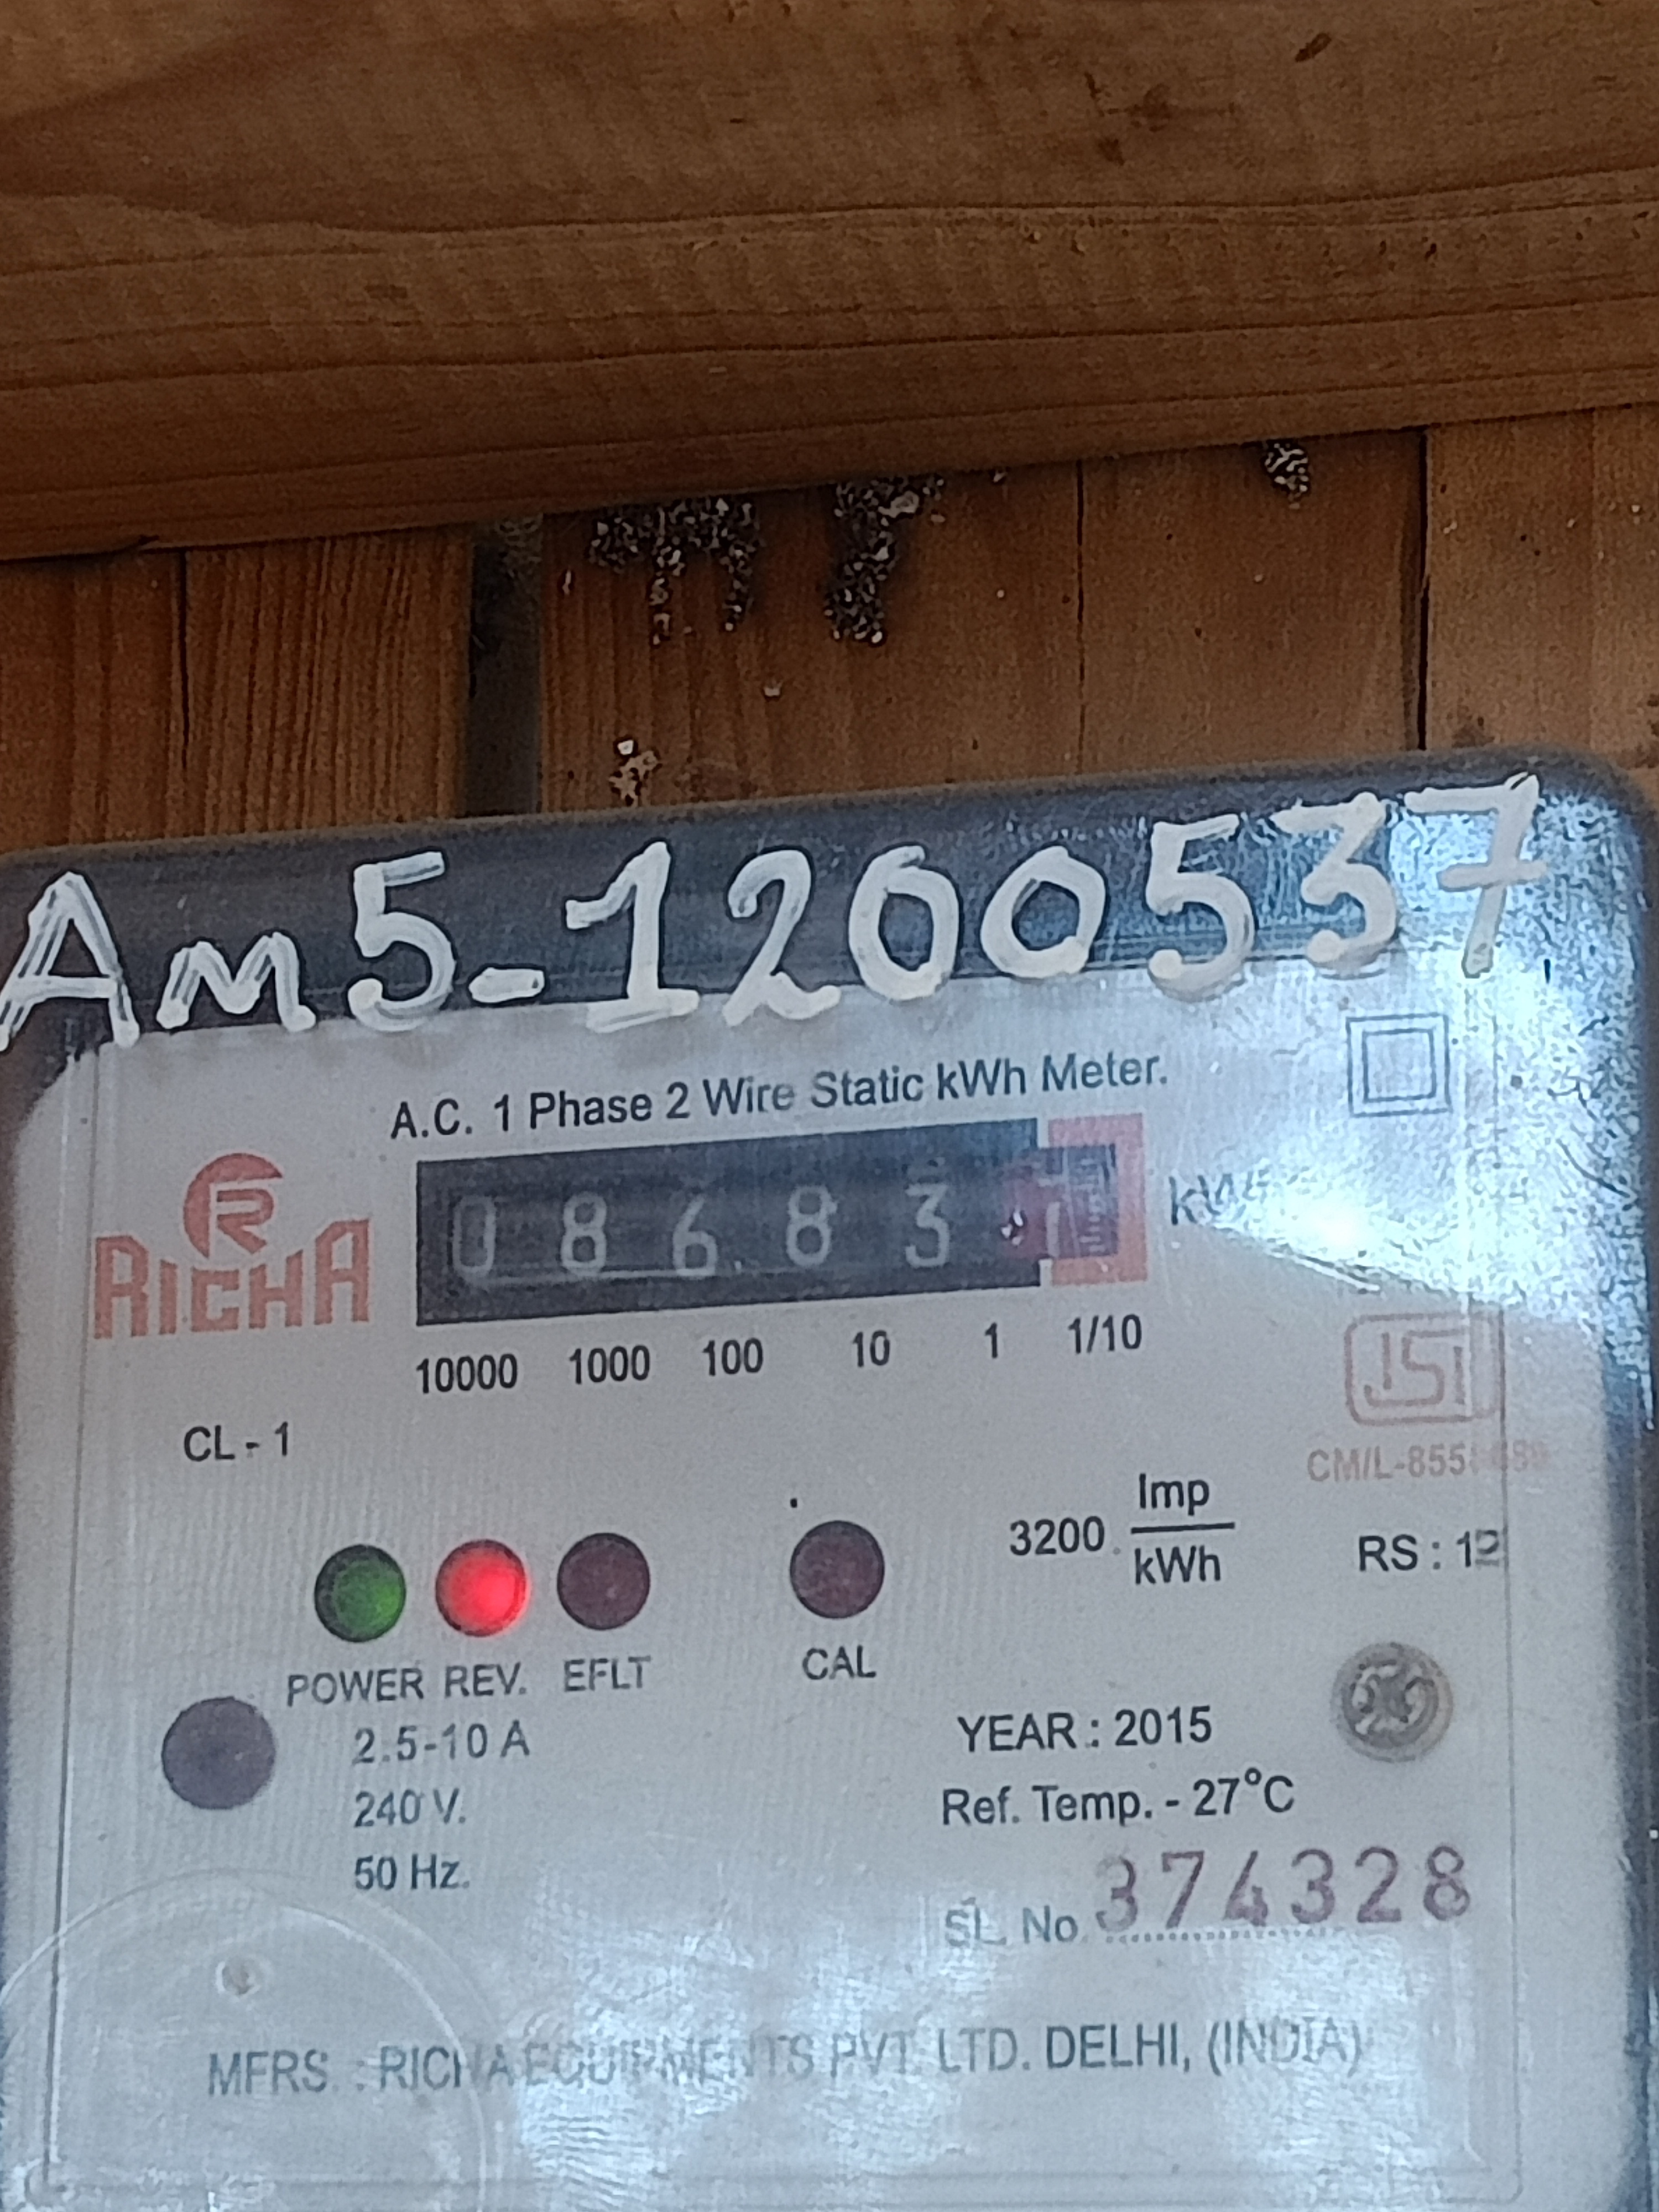 Am5-1200537
A.C. 1 Phase 2 Wire Static kWh Meter.
R
RICHA
0 8 6 8 3
10000 1000 100 10 1 1/10
CL - 1
ISI
Imp
3200 kWh
RS : 12
POWER REV. EFLT CAL
2.5-10 A
240 V.
50 Hz.
YEAR : 2015
Ref. Temp. - 27°C
SL. No. 374328
MFRS. : RICHA EQUIPMENTS PVT. LTD. DELHI, (INDIA)